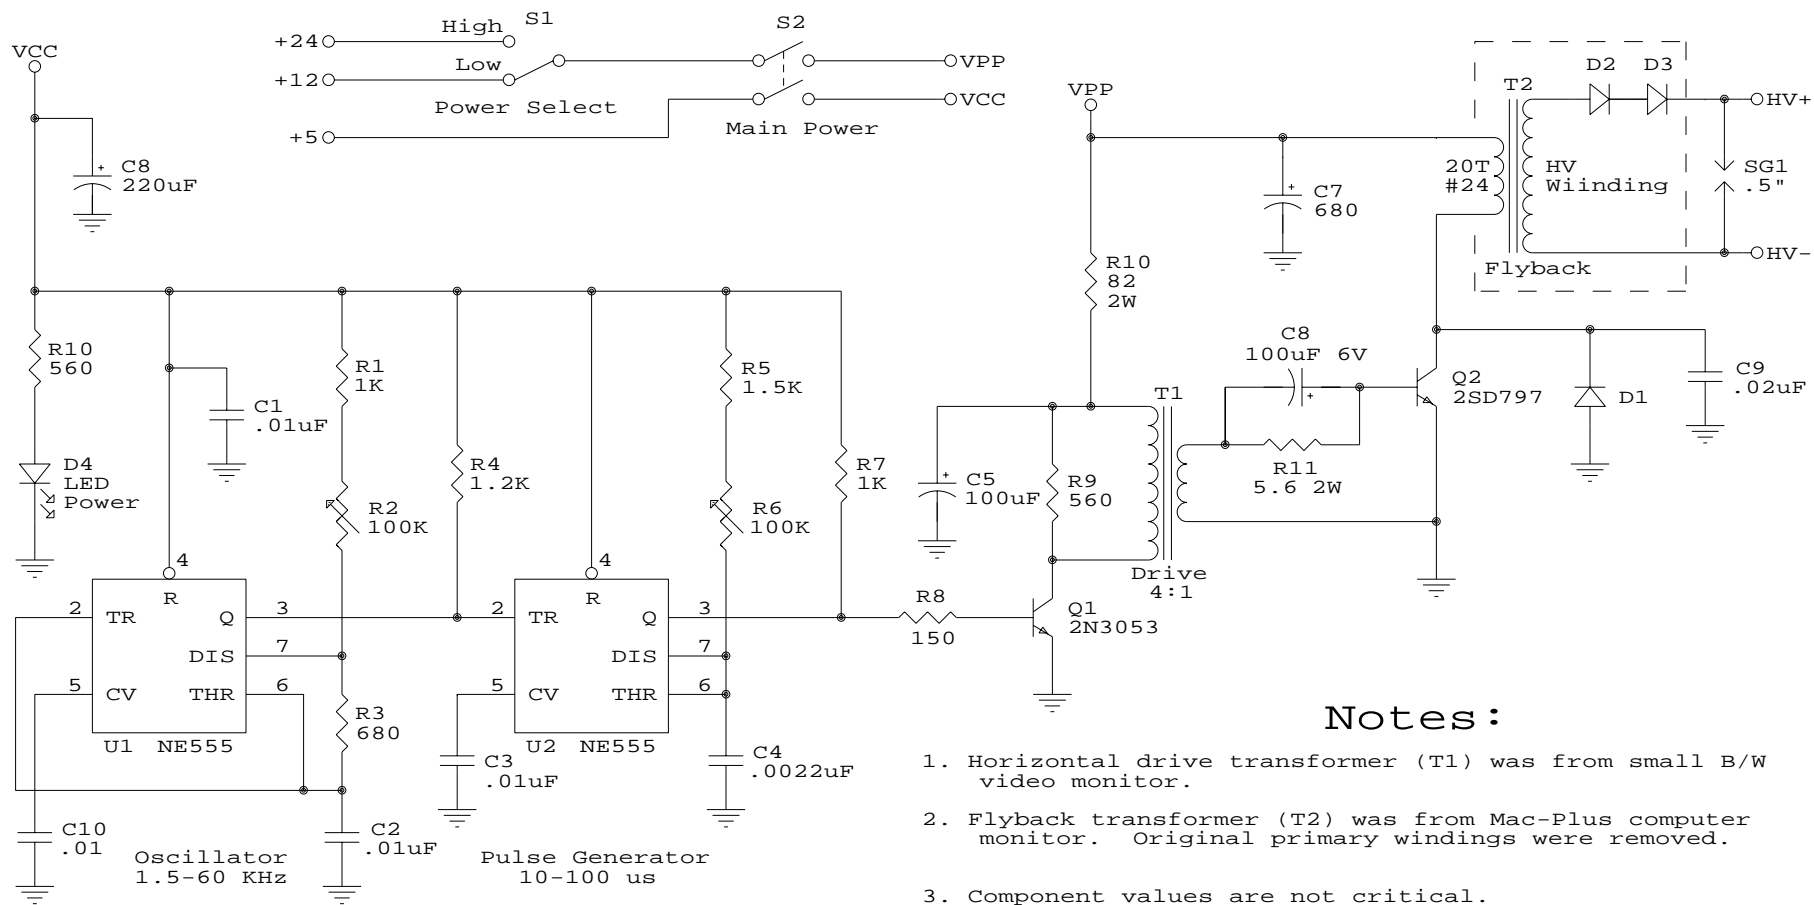 VCC
C8
220uF
+
+24
High
S1
+12
Low
Power Select
+5
S2
Main Power
VPP
VCC
VPP
R10
82
2W
C7
680
+
20T
#24
T2
HV
Wiinding
Flyback
D2
D3
HV+
SG1
.5"
HV-
R10
560
D4
LED
Power
C1
.01uF
R1
1K
R2
100K
R4
1.2K
R5
1.5K
R6
100K
R7
1K
C5
100uF
+
R9
560
T1
Drive
4:1
C8
100uF 6V
+
R11
5.6 2W
Q2
2SD797
D1
C9
.02uF
4
R
2
TR
Q
3
DIS
7
5
CV
THR
6
U1 NE555
R3
680
4
R
2
TR
Q
3
DIS
7
5
CV
THR
6
U2 NE555
R8
150
Q1
2N3053
C10
.01
C2
.01uF
C3
.01uF
C4
.0022uF
Oscillator
1.5-60 KHz
Pulse Generator
10-100 us
Notes:
1. Horizontal drive transformer (T1) was from small B/W
video monitor.
2. Flyback transformer (T2) was from Mac-Plus computer
monitor. Original primary windings were removed.
3. Component values are not critical.